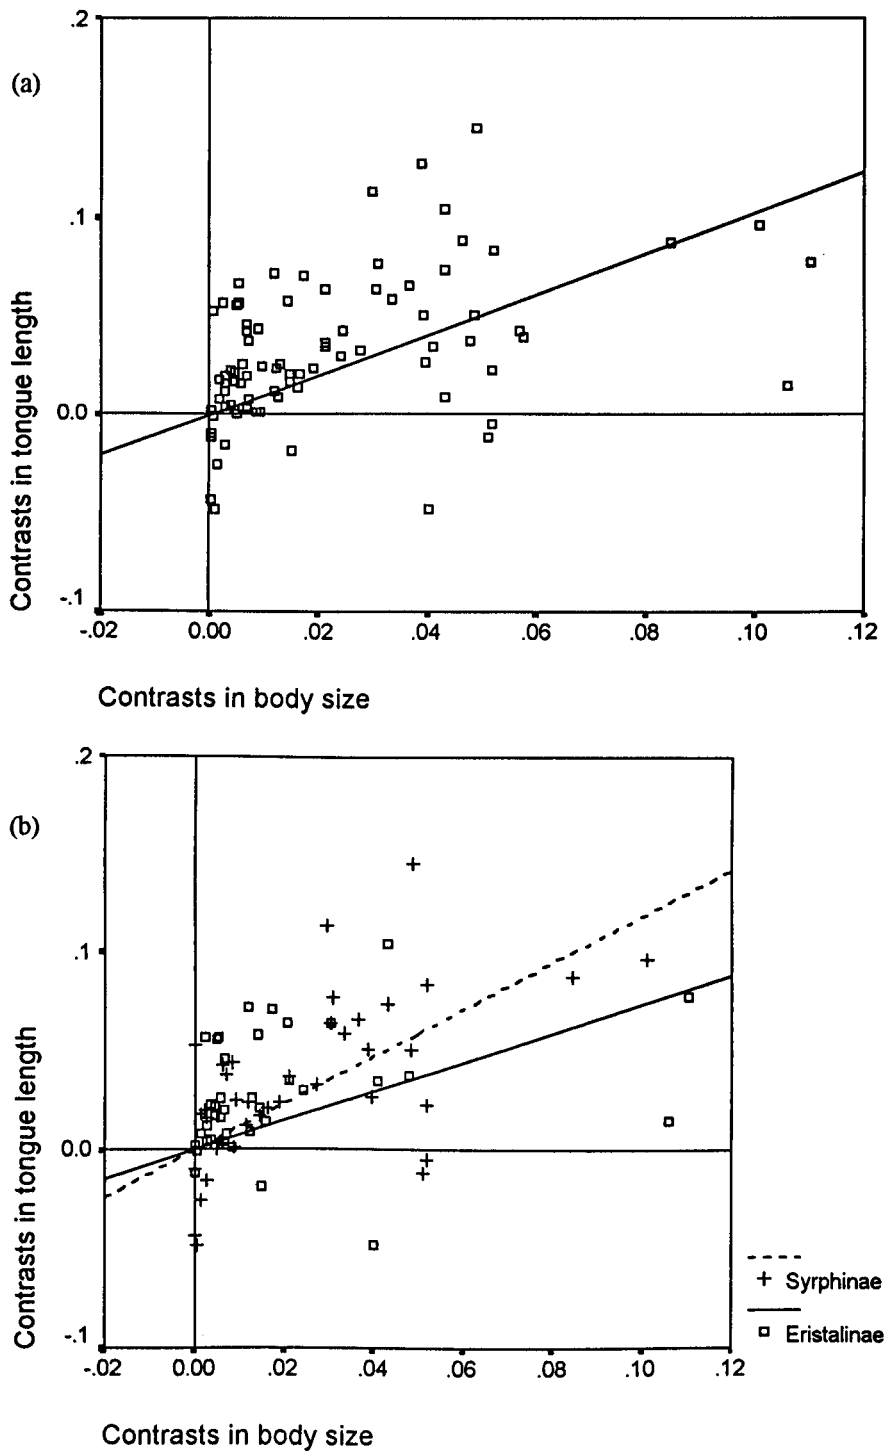 (a)
.2
.1
0.0
-.1
Contrasts in tongue length
-.02 0.00 .02 .04 .06 .08 .10 .12
Contrasts in body size
(b)
.2
.1
0.0
-.1
Contrasts in tongue length
-.02 0.00 .02 .04 .06 .08 .10 .12
Contrasts in body size
Syrphinae
Eristalinae